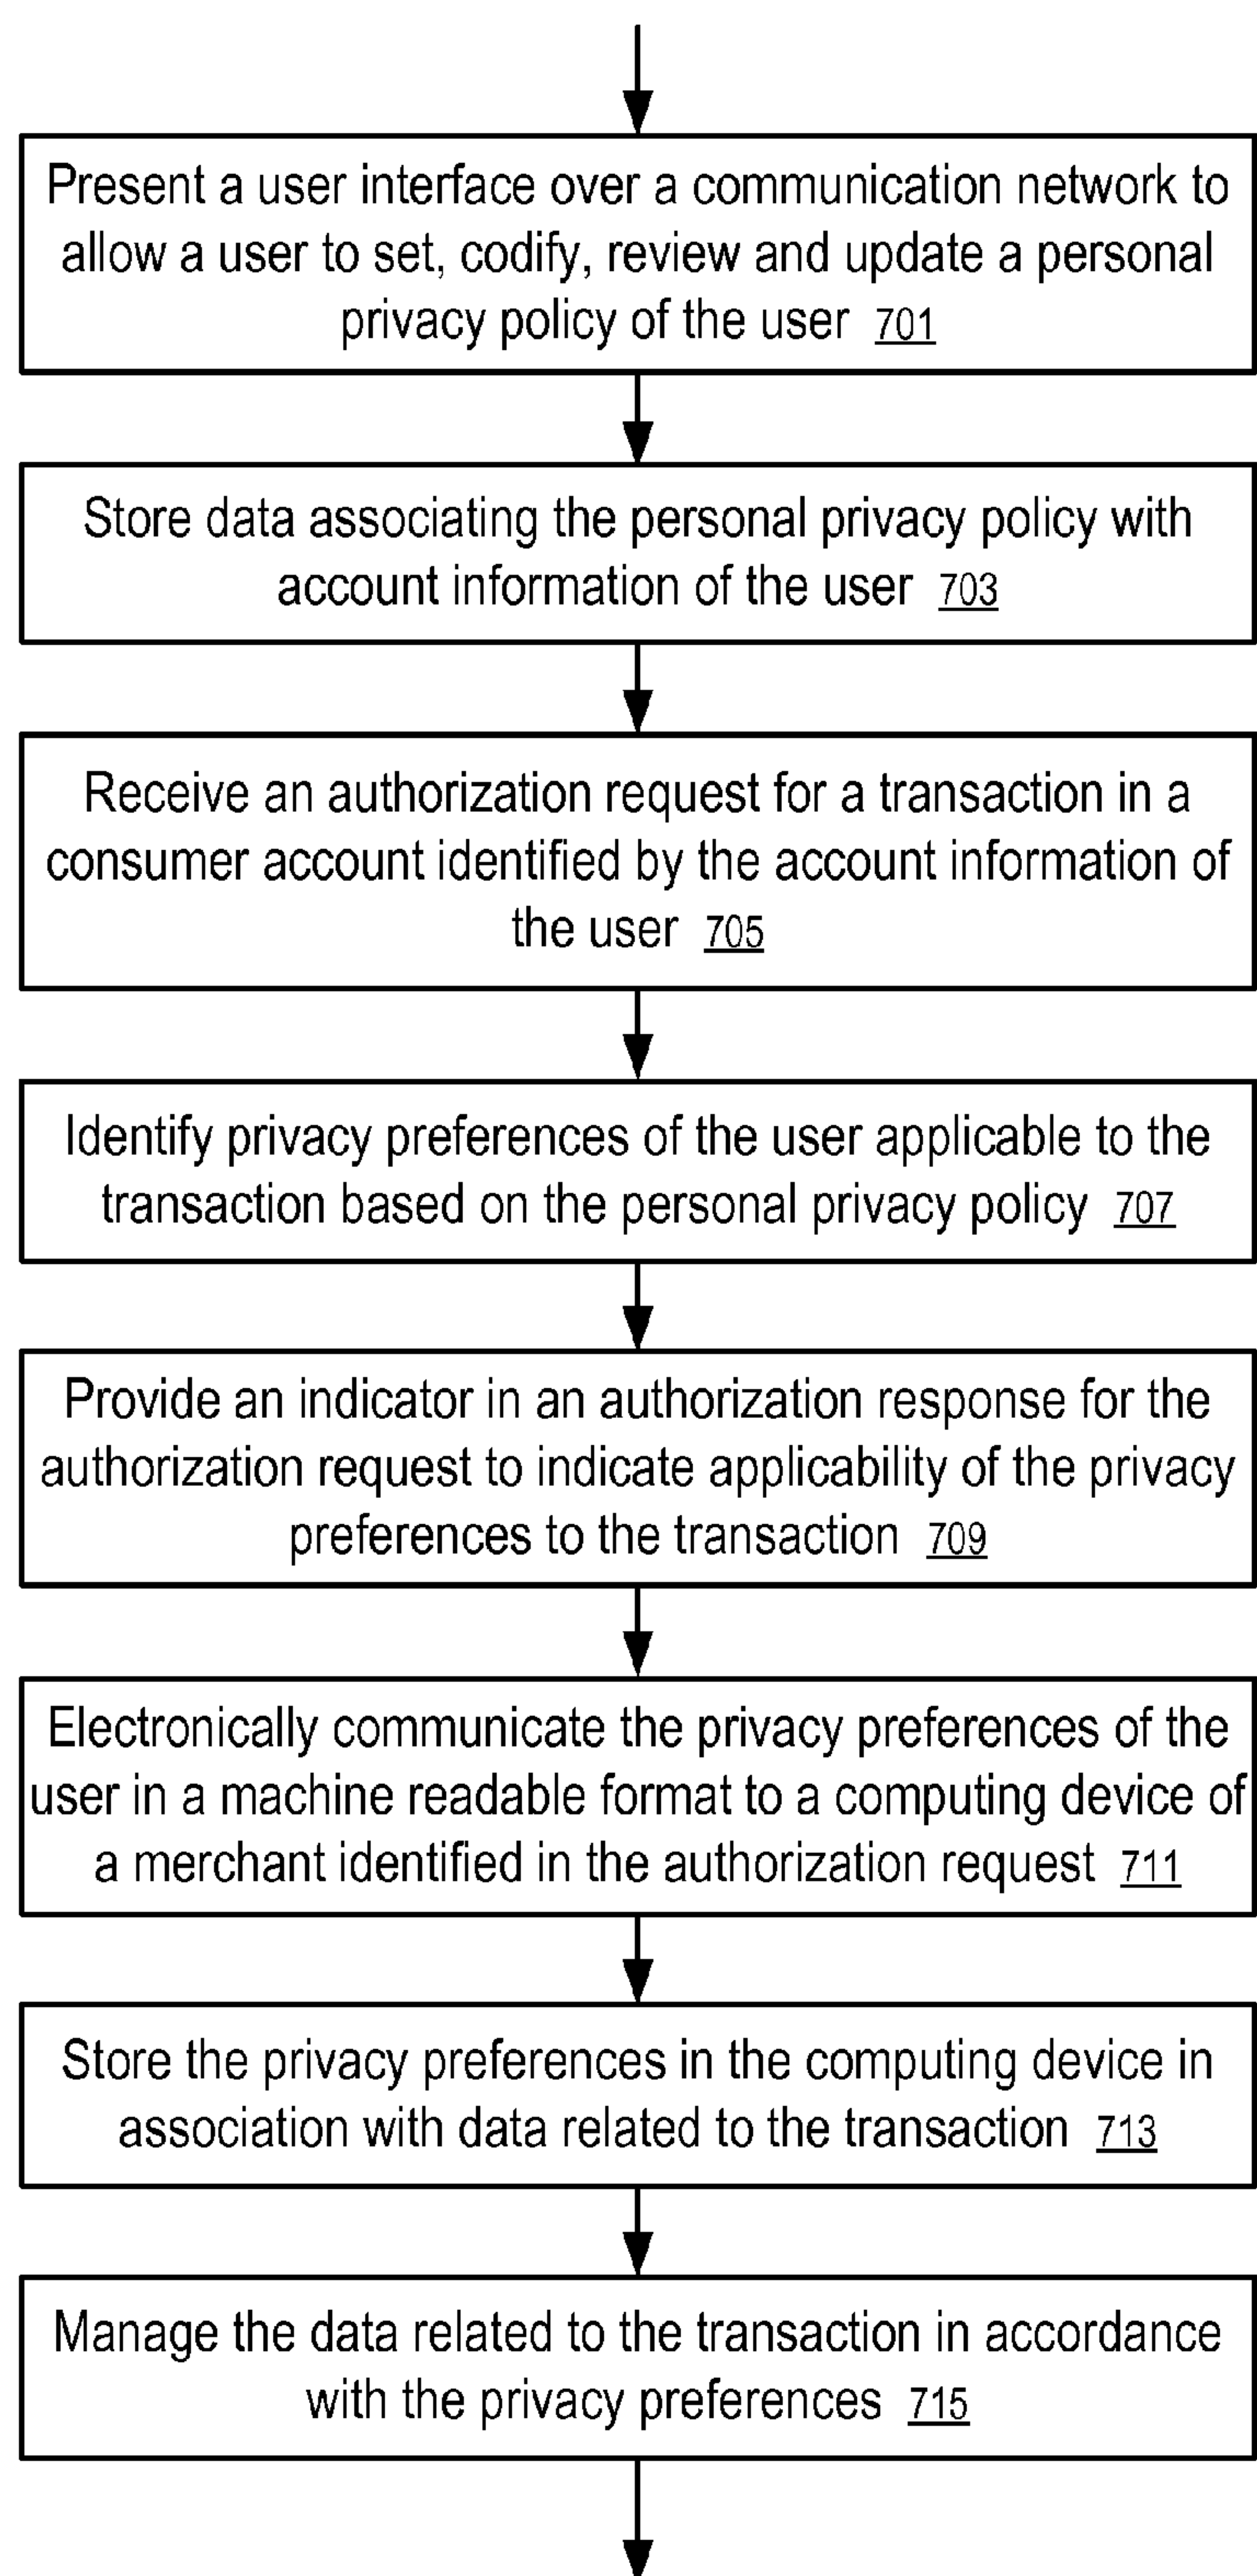 Present a user interface over a communication network to
allow a user to set, codify, review and update a personal
privacy policy of the user 701
Store data associating the personal privacy policy with
account information of the user 703
Receive an authorization request for a transaction in a
consumer account identified by the account information of
the user 705
Identify privacy preferences of the user applicable to the
transaction based on the personal privacy policy 707
Provide an indicator in an authorization response for the
authorization request to indicate applicability of the privacy
preferences to the transaction 709
Electronically communicate the privacy preferences of the
user in a machine readable format to a computing device of
a merchant identified in the authorization request 711
Store the privacy preferences in the computing device in
association with data related to the transaction 713
Manage the data related to the transaction in accordance
with the privacy preferences 715